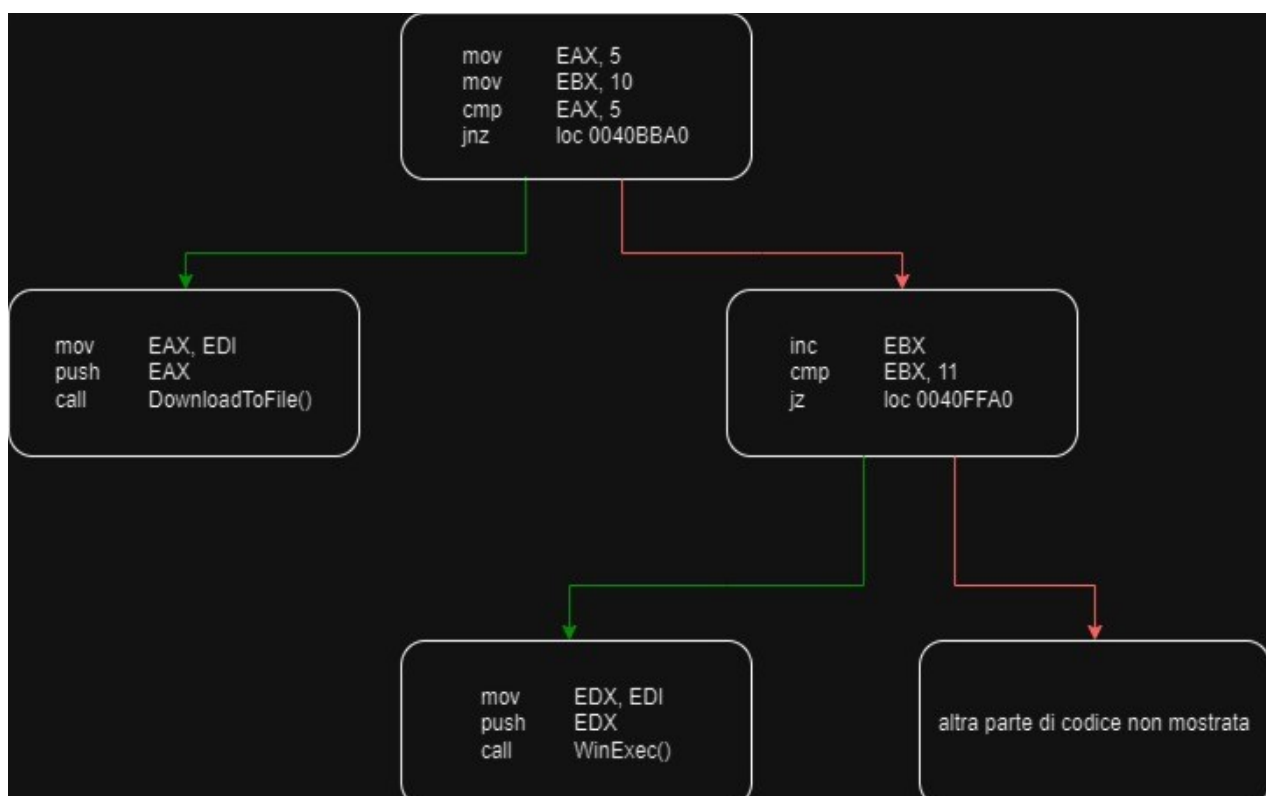 mov EAX, 5
mov EBX, 10
cmp EAX, 5
jnz loc 0040BBA0
mov EAX, EDI
push EAX
call DownloadToFile()
inc EBX
cmp EBX, 11
jz loc 0040FFA0
mov EDX, EDI
push EDX
call WinExec()
altra parte di codice non mostrata